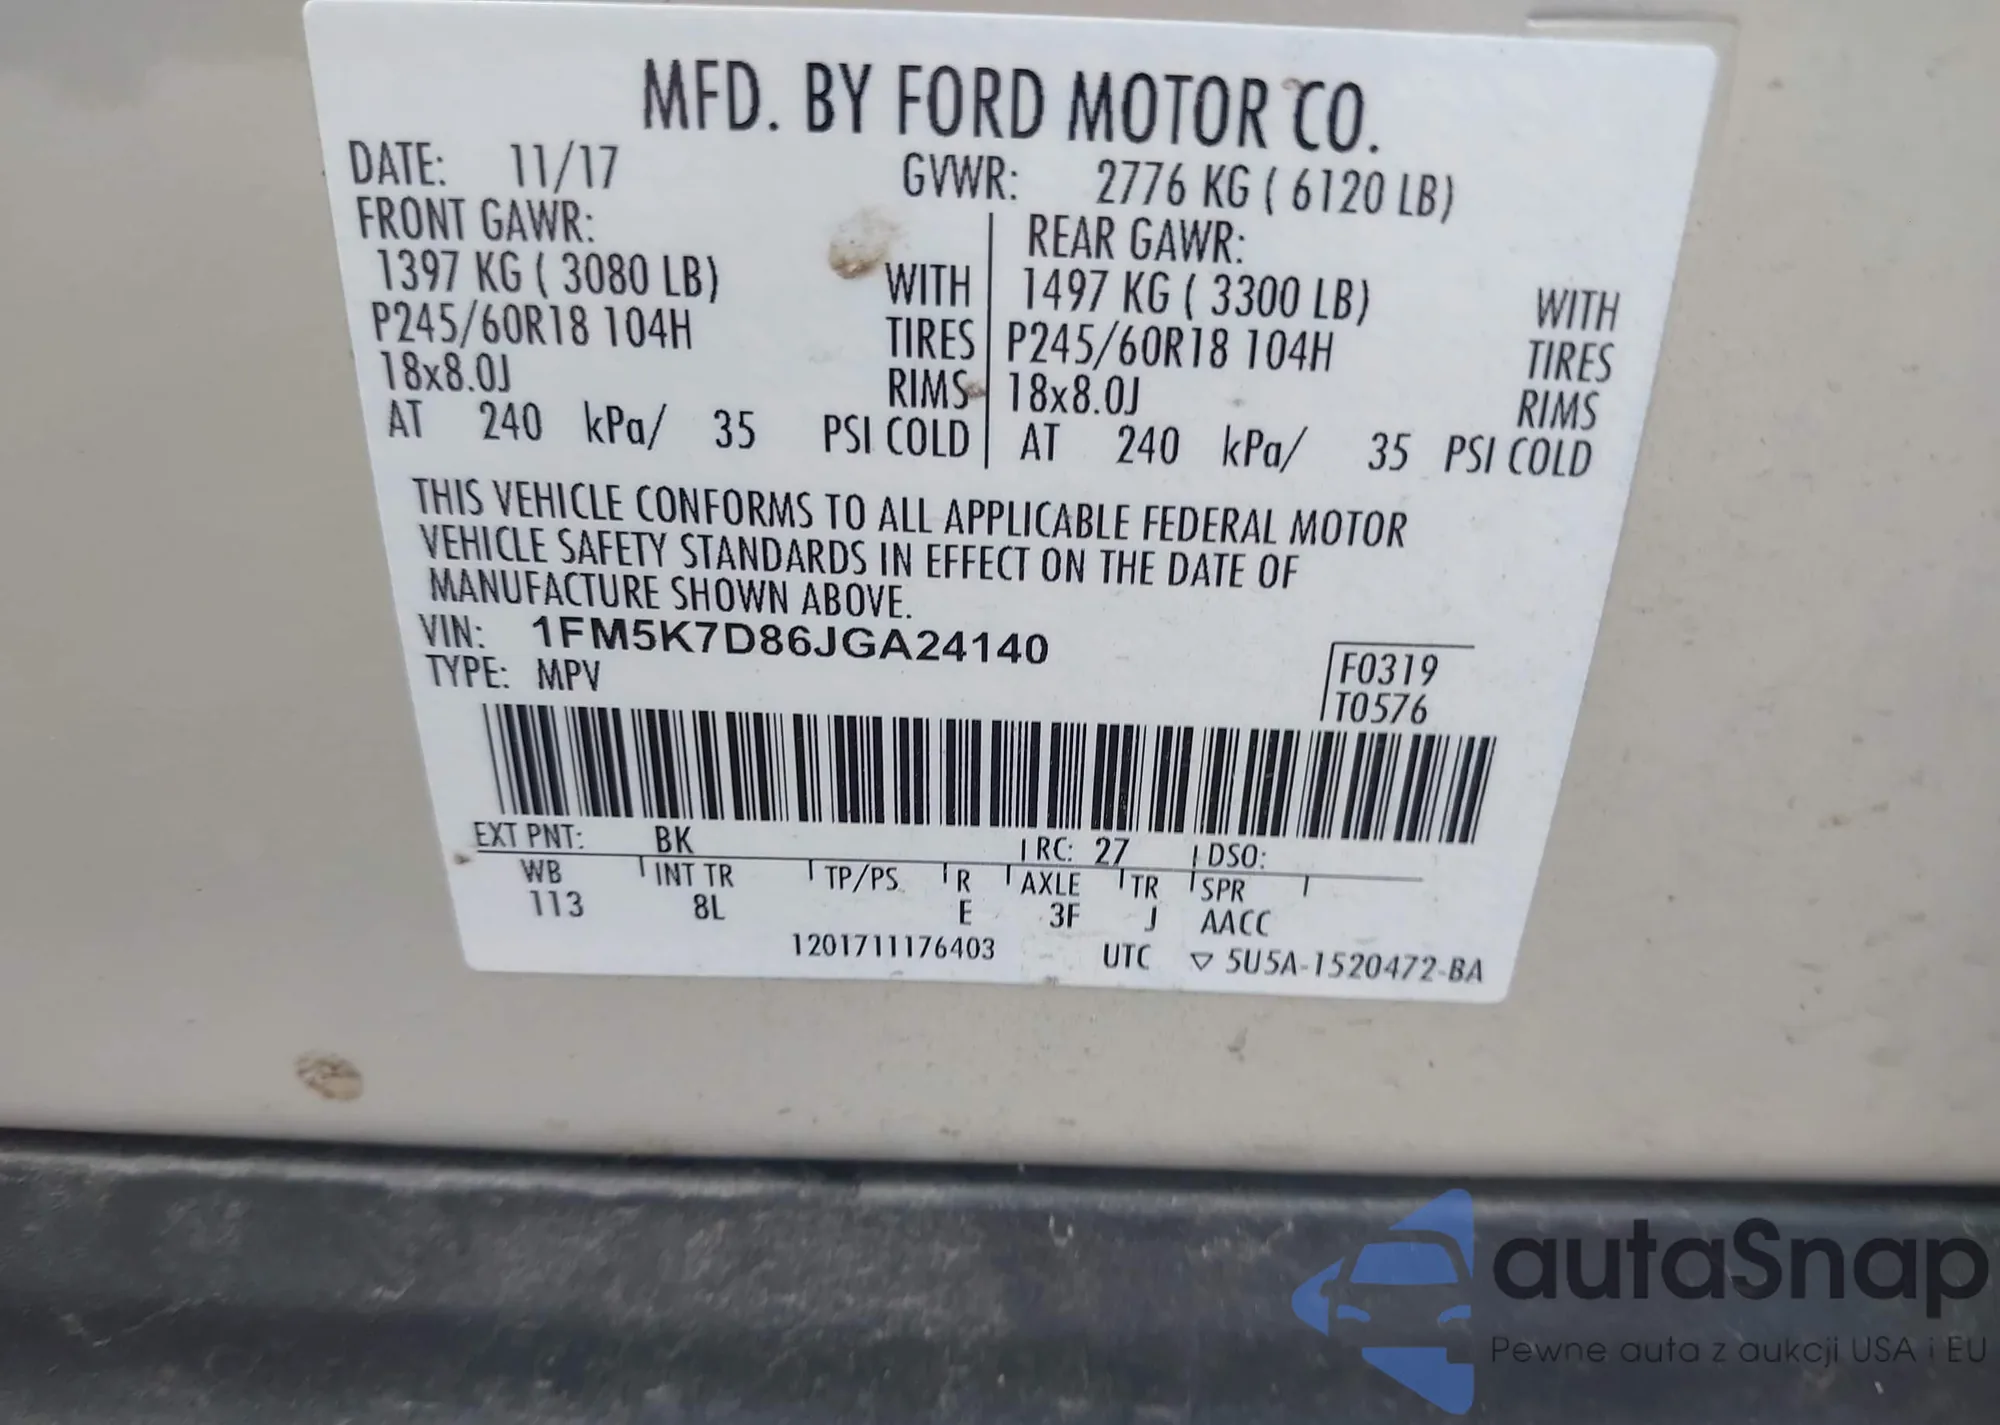 MFD. BY FORD MOTOR CO.
DATE: 11/17 GVWR: 2776 KG ( 6120 LB)
FRONT GAWR: REAR GAWR:
1397 KG ( 3080 LB) WITH 1497 KG ( 3300 LB) WITH
P245/60R18 104H TIRES P245/60R18 104H TIRES
18x8.0J RIMS 18x8.0J RIMS
AT 240 kPa/ 35 PSI COLD AT 240 kPa/ 35 PSI COLD
THIS VEHICLE CONFORMS TO ALL APPLICABLE FEDERAL MOTOR
VEHICLE SAFETY STANDARDS IN EFFECT ON THE DATE OF
MANUFACTURE SHOWN ABOVE.
VIN: 1FM5K7D86JGA24140
TYPE: MPV F0319
T0576
EXT PNT: BK RC: 27 DSO:
WB INT TR TP/PS R AXLE TR SPR
113 8L E 3F J AACC
1201711176403 UTC ▽ 5U5A-1520472-BA
autaSnap
Pewne auta z aukcji USA i EU